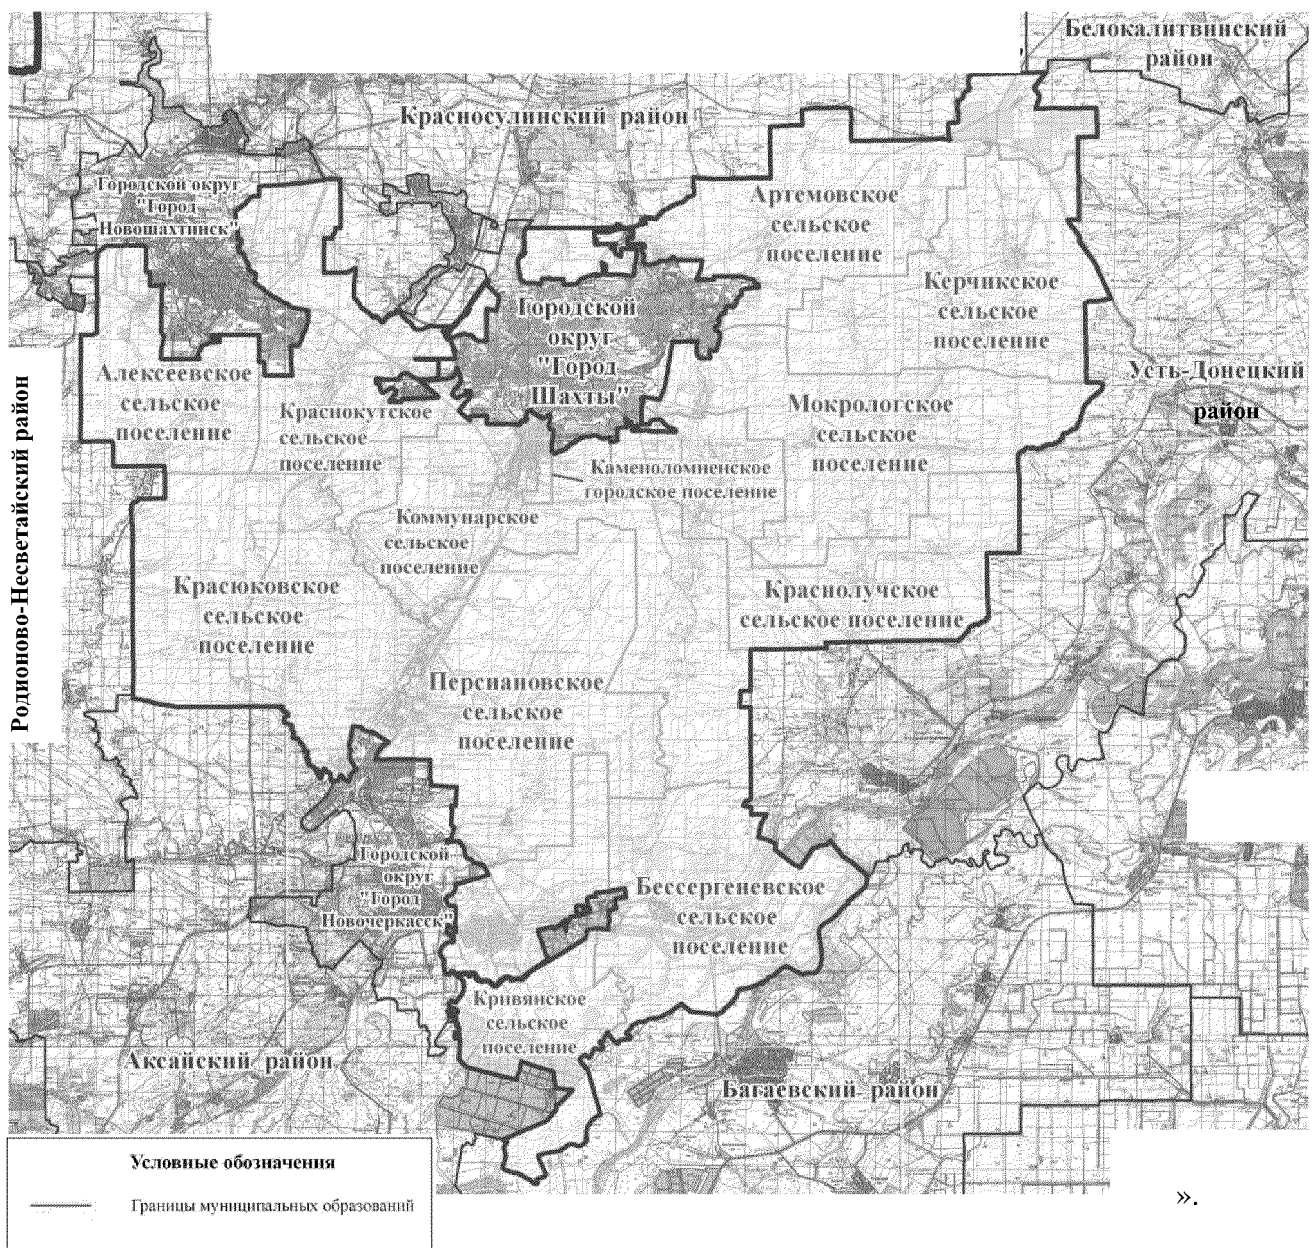 Белокалитвинский
район
Красносулинский район
Городской округ
"Город
Новошахтинск"
Артемовское
сельское
поселение
Керчикское
сельское
поселение
Городской
округ
"Город
Шахты"
Алексеевское
сельское
поселение
Краснокутское
сельское
поселение
Мокрологское
сельское
поселение
Усть-Донецкий
район
Родионово-Несветайский район
Каменоломненское
городское поселение
Коммунарское
сельское
поселение
Красюковское
сельское
поселение
Краснолучское
сельское поселение
Персиановское
сельское
поселение
Городской
округ
"Город
Новочеркасск"
Бессергеневское
сельское
поселение
Кривянское
сельское
поселение
Аксайский район
Багаевский район
Условные обозначения
Границы муниципальных образований
».